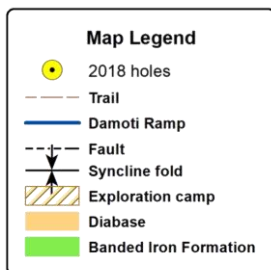 Map Legend
2018 holes
Trail
Damoti Ramp
Fault
Syncline fold
Exploration camp
Diabase
Banded Iron Formation